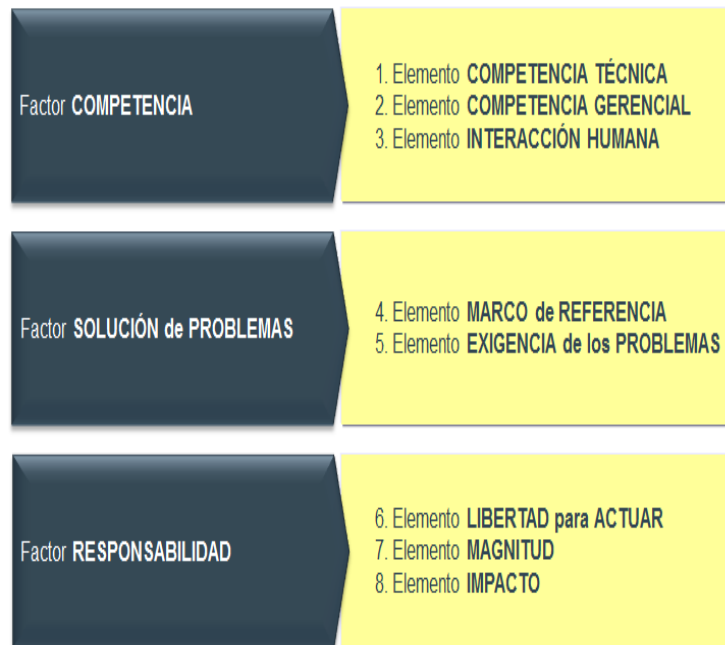 Factor COMPETENCIA
1. Elemento COMPETENCIA TÉCNICA
2. Elemento COMPETENCIA GERENCIAL
3. Elemento INTERACCIÓN HUMANA
Factor SOLUCIÓN de PROBLEMAS
4. Elemento MARCO de REFERENCIA
5. Elemento EXIGENCIA de los PROBLEMAS
Factor RESPONSABILIDAD
6. Elemento LIBERTAD para ACTUAR
7. Elemento MAGNITUD
8. Elemento IMPACTO